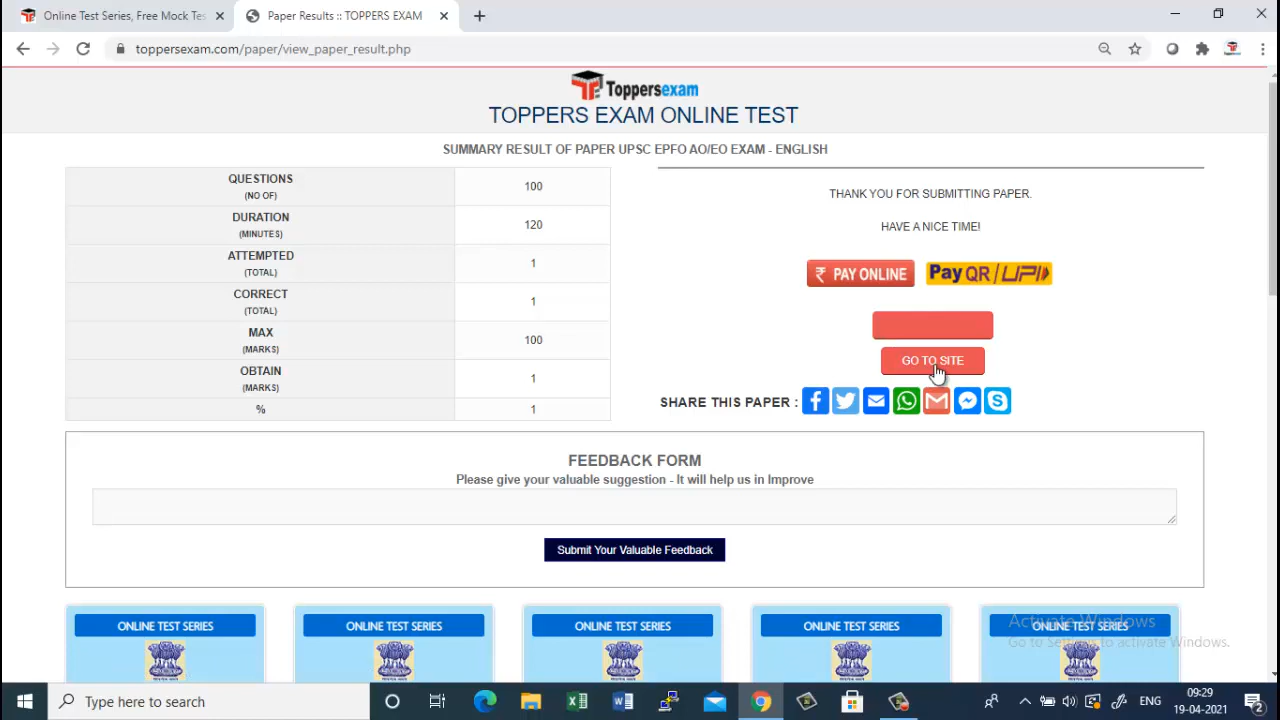 Online Test Series, Free Mock Tes
Paper Results :: TOPPERS EXAM
toppersexam.com/paper/view_paper_result.php
Toppersexam
TOPPERS EXAM ONLINE TEST
SUMMARY RESULT OF PAPER UPSC EPFO AO/EO EXAM - ENGLISH
QUESTIONS
(NO OF)
100
DURATION
(MINUTES)
120
ATTEMPTED
(TOTAL)
1
CORRECT
(TOTAL)
1
MAX
(MARKS)
100
OBTAIN
(MARKS)
1
%
1
THANK YOU FOR SUBMITTING PAPER.
HAVE A NICE TIME!
₹ PAY ONLINE
Pay QR / UPI
GO TO SITE
SHARE THIS PAPER :
FEEDBACK FORM
Please give your valuable suggestion - It will help us in Improve
Submit Your Valuable Feedback
ONLINE TEST SERIES
ONLINE TEST SERIES
ONLINE TEST SERIES
ONLINE TEST SERIES
ONLINE TEST SERIES
Activate Windows
Go to Settings to activate Windows.
Type here to search
ENG
09:29
19-04-2021
2